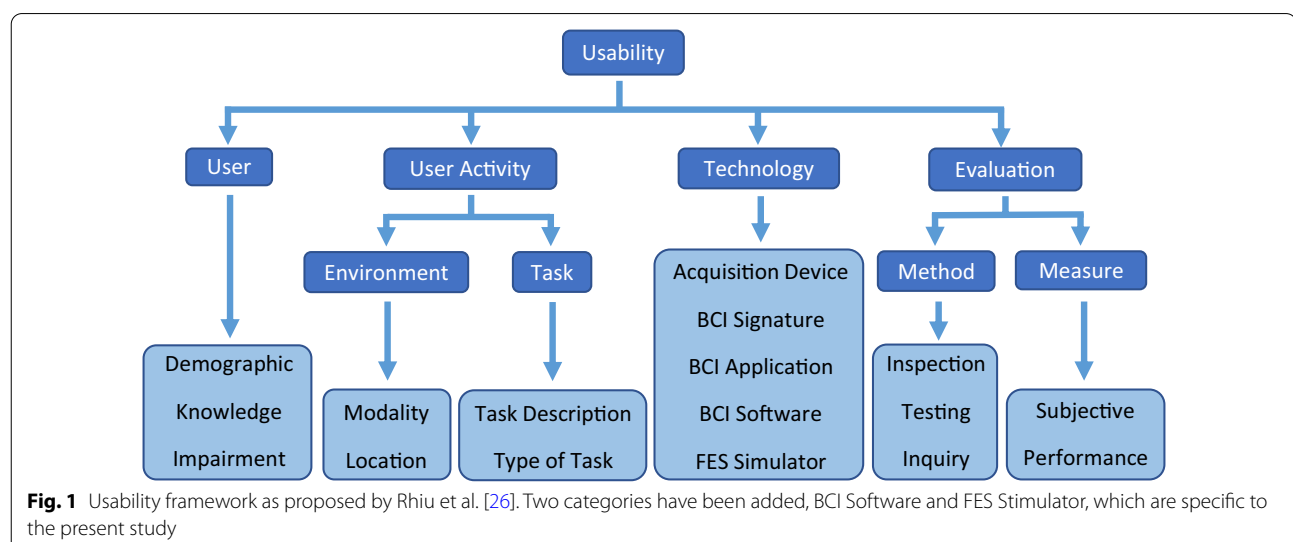 Usability
User
User Activity
Technology
Evaluation
Environment
Task
Method
Measure
Demographic
Knowledge
Impairment
Modality
Location
Task Description
Type of Task
Acquisition Device
BCI Signature
BCI Application
BCI Software
FES Simulator
Inspection
Testing
Inquiry
Subjective
Performance
Fig. 1 Usability framework as proposed by Rhiu et al. [26]. Two categories have been added, BCI Software and FES Stimulator, which are specific to
the present study